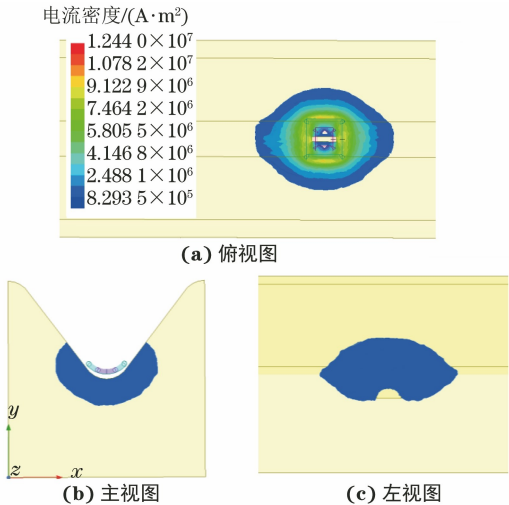 电流密度/(A·m²)
1.244 0×10⁷
1.078 2×10⁷
9.122 9×10⁶
7.464 2×10⁶
5.805 5×10⁶
4.146 8×10⁶
2.488 1×10⁶
8.293 5×10⁵
(a) 俯视图
y
z
x
(b) 主视图
(c) 左视图